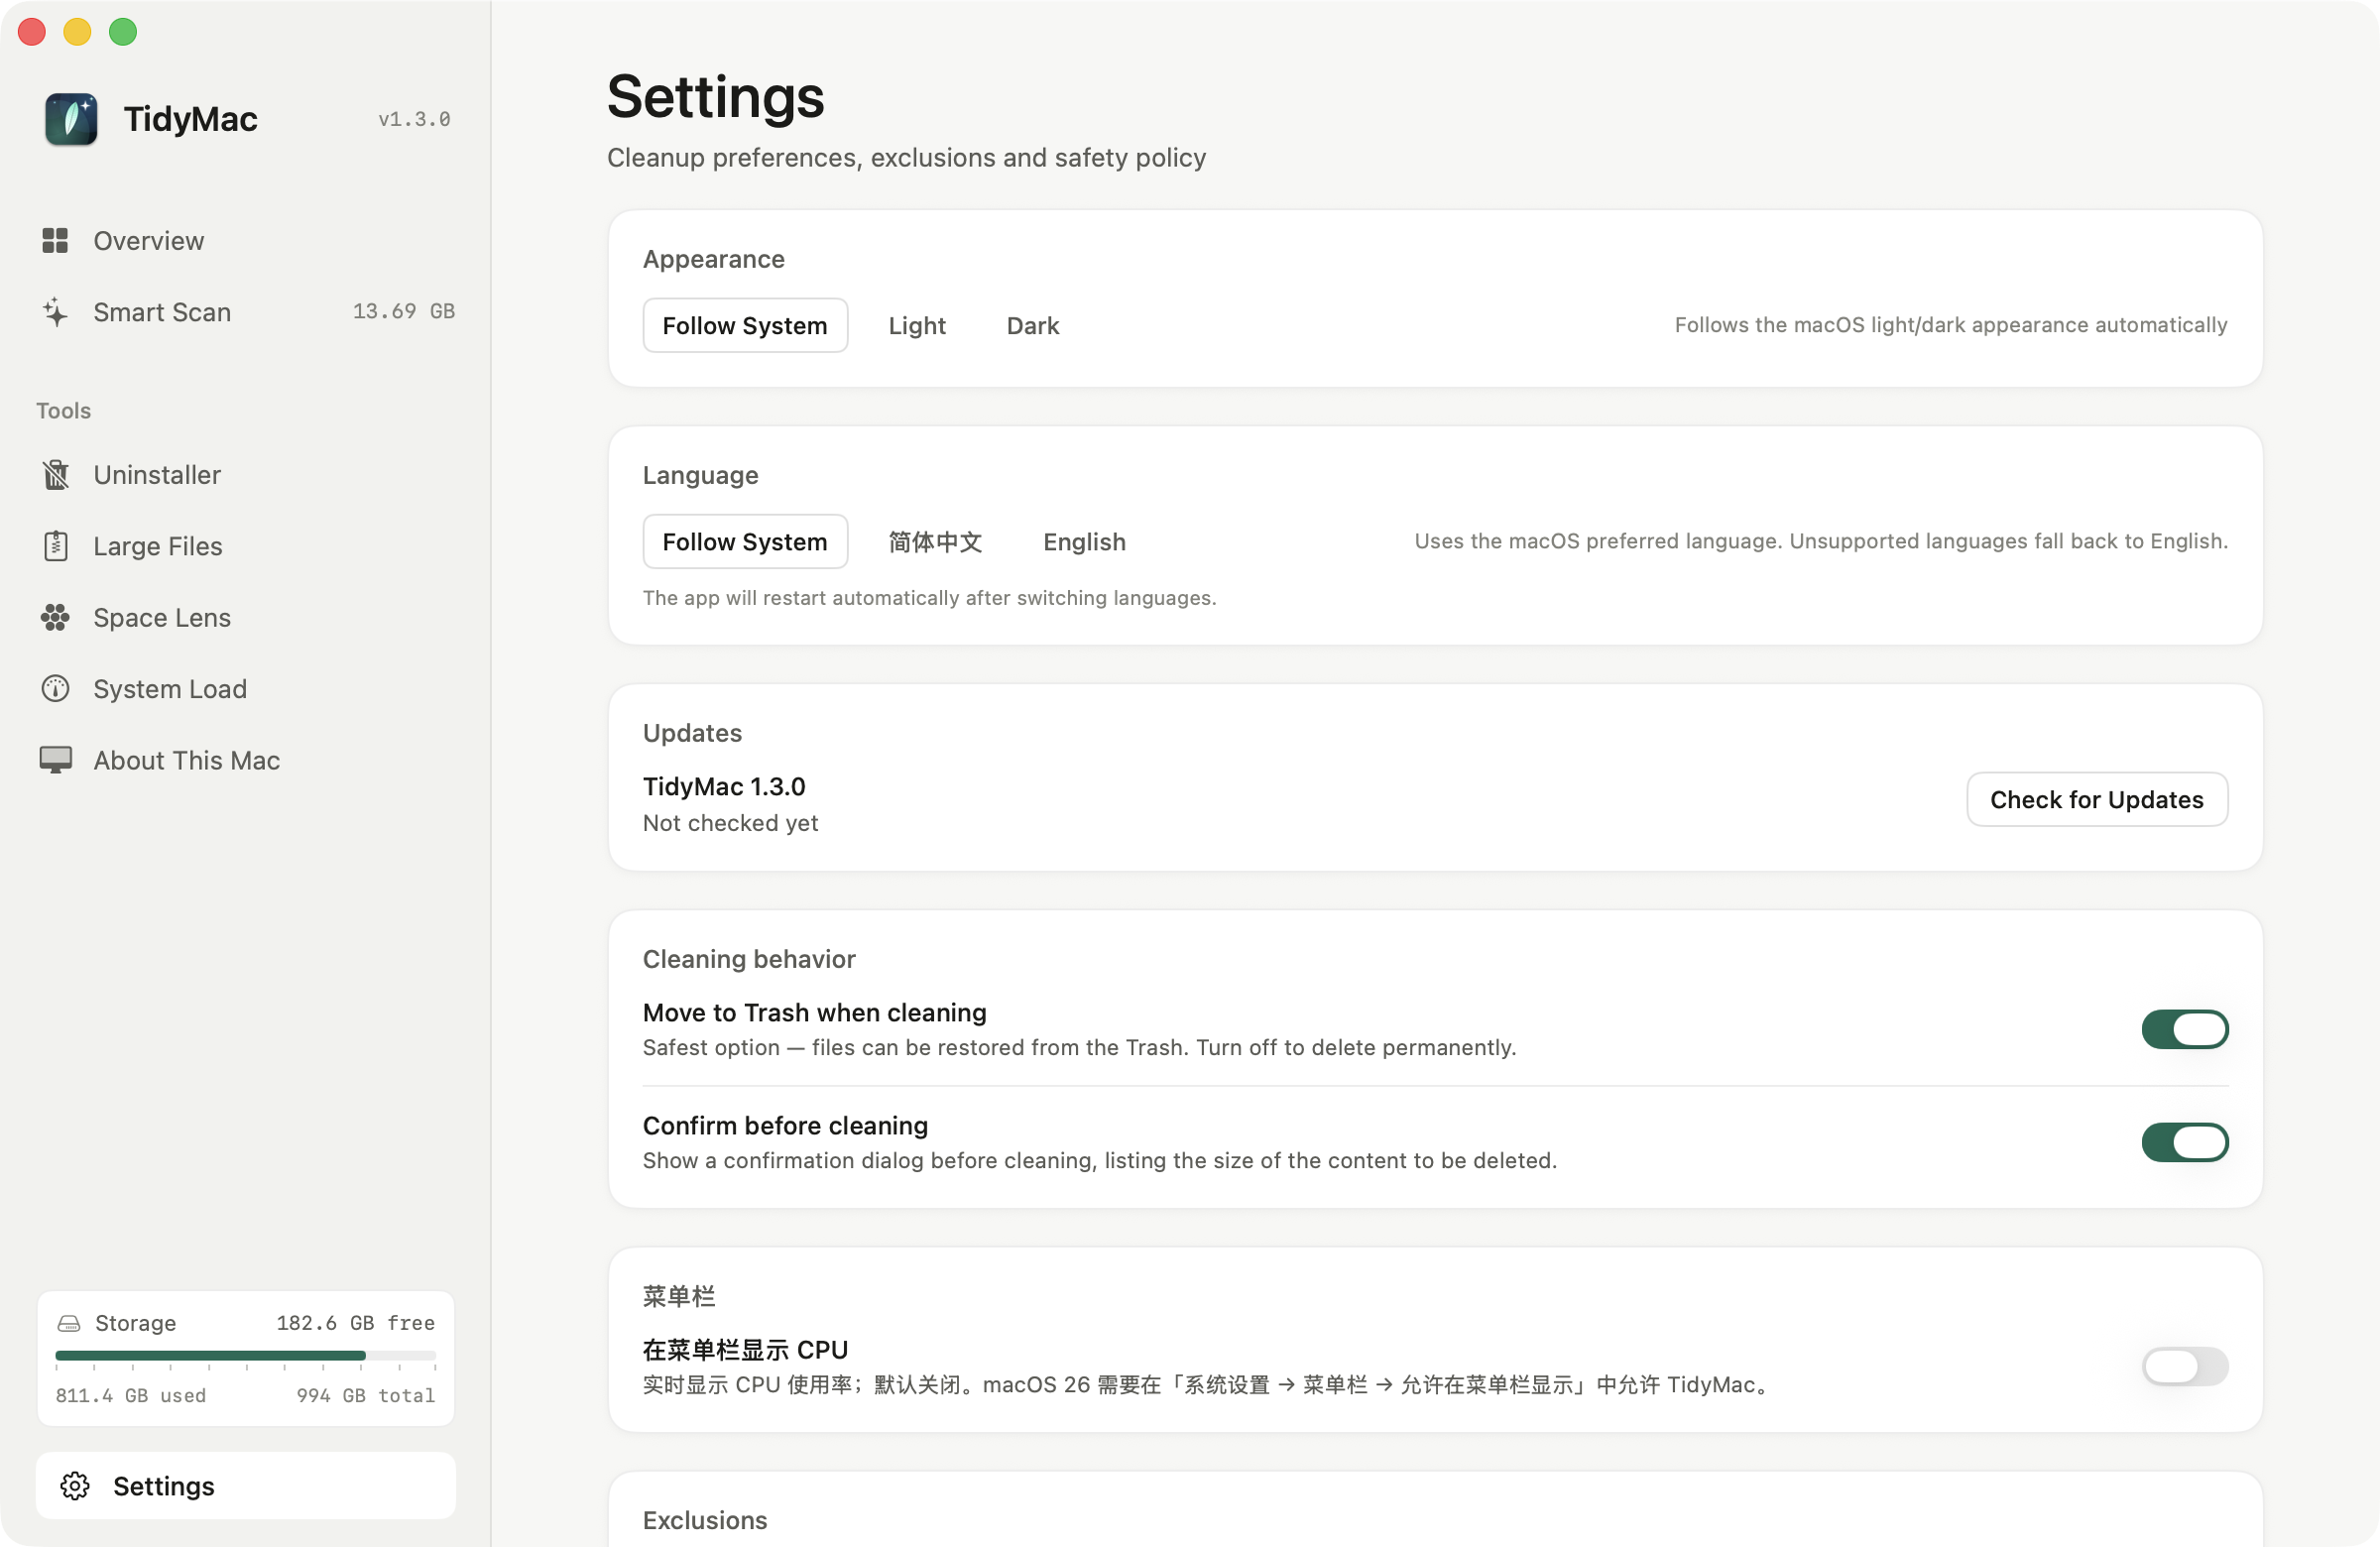 TidyMac v1.3.0
Overview
Smart Scan 13.69 GB
Tools
Uninstaller
Large Files
Space Lens
System Load
About This Mac
Storage 182.6 GB free
811.4 GB used 994 GB total
Settings
Settings
Cleanup preferences, exclusions and safety policy
Appearance
Follow System Light Dark Follows the macOS light/dark appearance automatically
Language
Follow System 简体中文 English Uses the macOS preferred language. Unsupported languages fall back to English.
The app will restart automatically after switching languages.
Updates
TidyMac 1.3.0
Not checked yet
Check for Updates
Cleaning behavior
Move to Trash when cleaning
Safest option — files can be restored from the Trash. Turn off to delete permanently.
Confirm before cleaning
Show a confirmation dialog before cleaning, listing the size of the content to be deleted.
菜单栏
在菜单栏显示 CPU
实时显示 CPU 使用率；默认关闭。macOS 26 需要在「系统设置 → 菜单栏 → 允许在菜单栏显示」中允许 TidyMac。
Exclusions